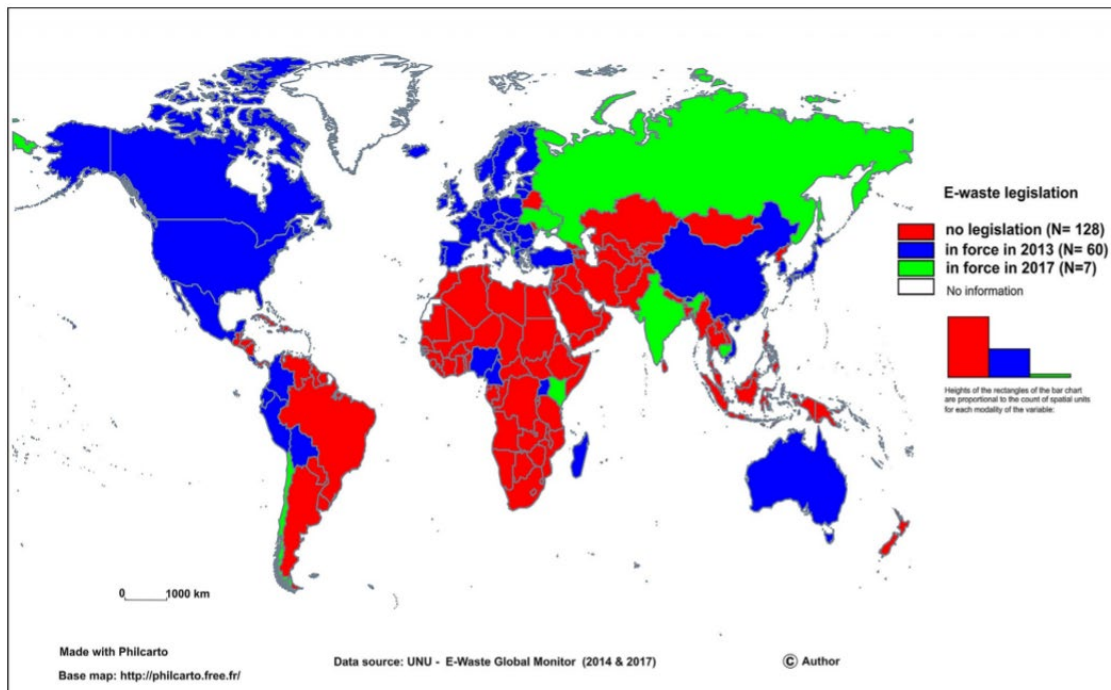 E-waste legislation
no legislation (N= 128)
in force in 2013 (N= 60)
in force in 2017 (N=7)
No information
Heights of the rectangles of the bar chart
are proportional to the count of spatial units
for each modality of the variable:
0 1000 km
Made with Philcarto
Data source: UNU - E-Waste Global Monitor (2014 & 2017)
© Author
Base map: http://philcarto.free.fr/